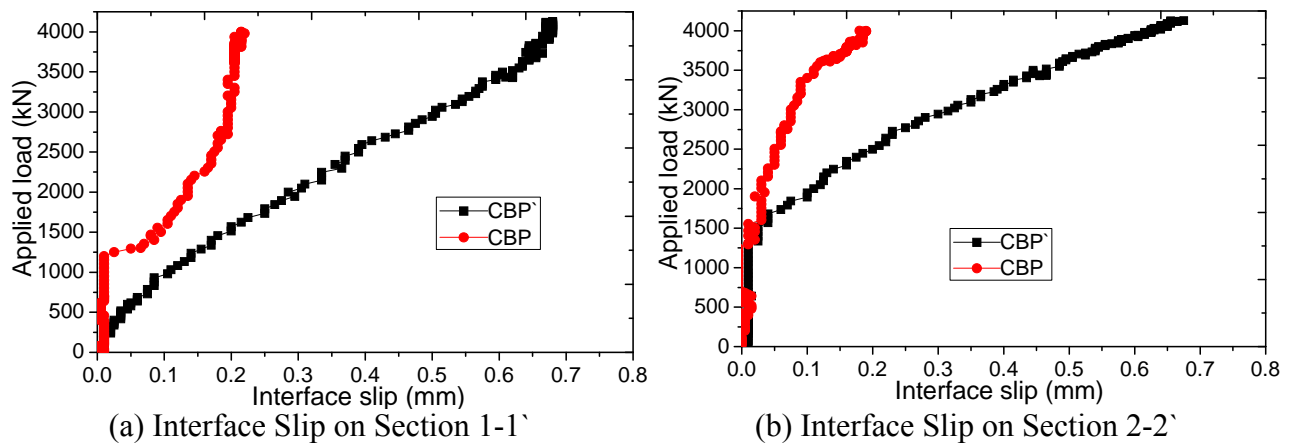 Applied load (kN)
4000
3500
3000
2500
2000
1500
1000
500
0
CBP`
CBP
0.0 0.1 0.2 0.3 0.4 0.5 0.6 0.7 0.8
Interface slip (mm)
(a) Interface Slip on Section 1-1`
Applied load (kN)
4000
3500
3000
2500
2000
1500
1000
500
0
CBP`
CBP
0.0 0.1 0.2 0.3 0.4 0.5 0.6 0.7 0.8
Interface slip (mm)
(b) Interface Slip on Section 2-2`